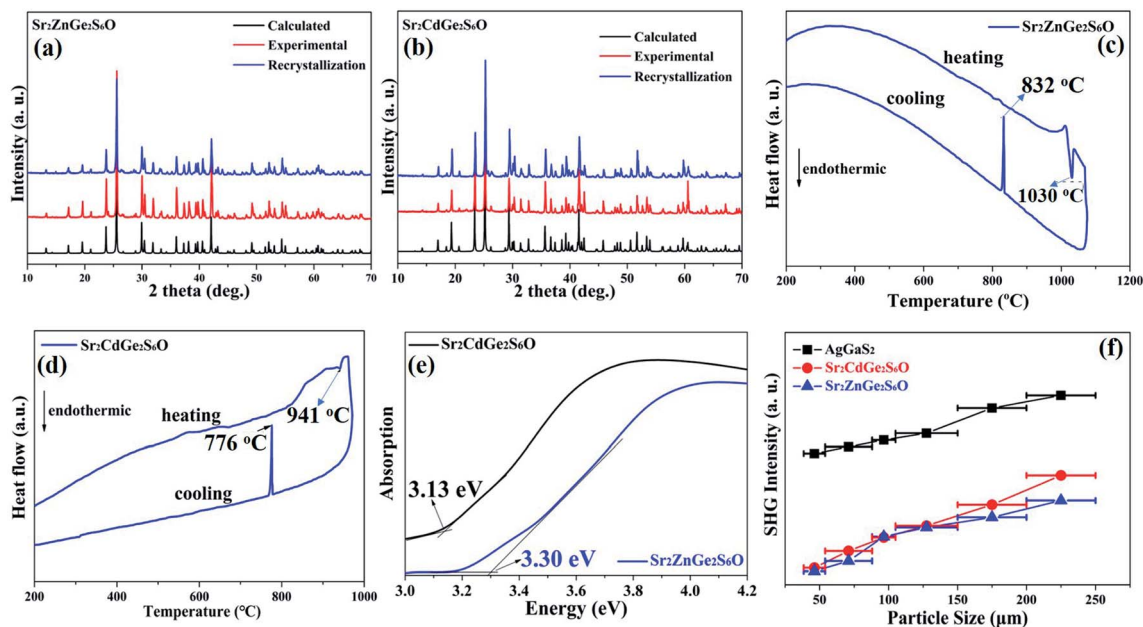 Sr₂ZnGe₂S₆O
(a)
Calculated
Experimental
Recrystallization
Intensity (a. u.)
10 20 30 40 50 60 70
2 theta (deg.)
Sr₂CdGe₂S₆O
(b)
Calculated
Experimental
Recrystallization
Intensity (a. u.)
10 20 30 40 50 60 70
2 theta (deg.)
Sr₂ZnGe₂S₆O
(c)
heating
832 °C
cooling
endothermic
1030 °C
Heat flow (a. u.)
200 400 600 800 1000 1200
Temperature (°C)
Sr₂CdGe₂S₆O
(d)
endothermic
heating
941 °C
776 °C
cooling
Heat flow (a.u.)
200 400 600 800 1000
Temperature (°C)
Sr₂CdGe₂S₆O
(e)
Absorption
3.13 eV
3.30 eV
Sr₂ZnGe₂S₆O
3.0 3.2 3.4 3.6 3.8 4.0 4.2
Energy (eV)
AgGaS₂
(f)
Sr₂CdGe₂S₆O
Sr₂ZnGe₂S₆O
SHG Intensity (a. u.)
50 100 150 200 250
Particle Size (μm)